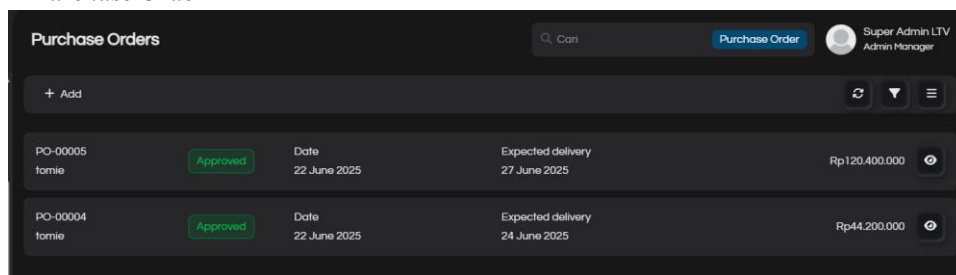 Purchase Orders
Cari
Purchase Order
Super Admin LTV
Admin Manager
+ Add
PO-00005
tomie
Approved
Date
22 June 2025
Expected delivery
27 June 2025
Rp120.400.000
PO-00004
tomie
Approved
Date
22 June 2025
Expected delivery
24 June 2025
Rp44.200.000